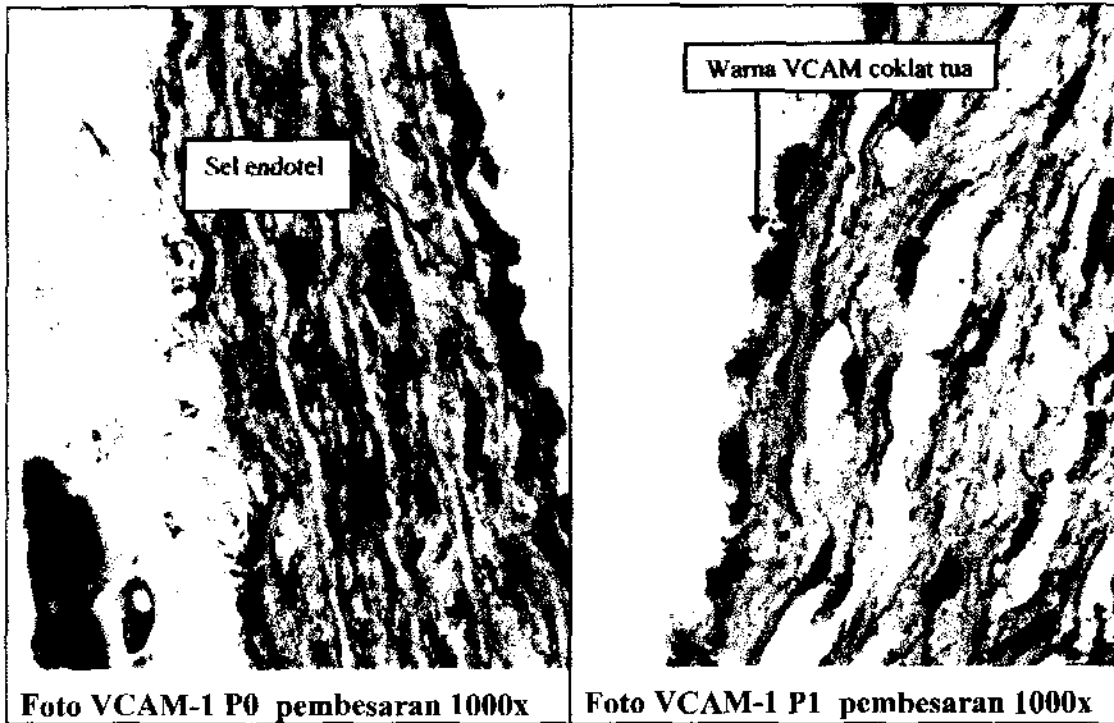 Sel endotel
Warna VCAM coklat tua
Foto VCAM-1 P0 pembesaran 1000x
Foto VCAM-1 P1 pembesaran 1000x